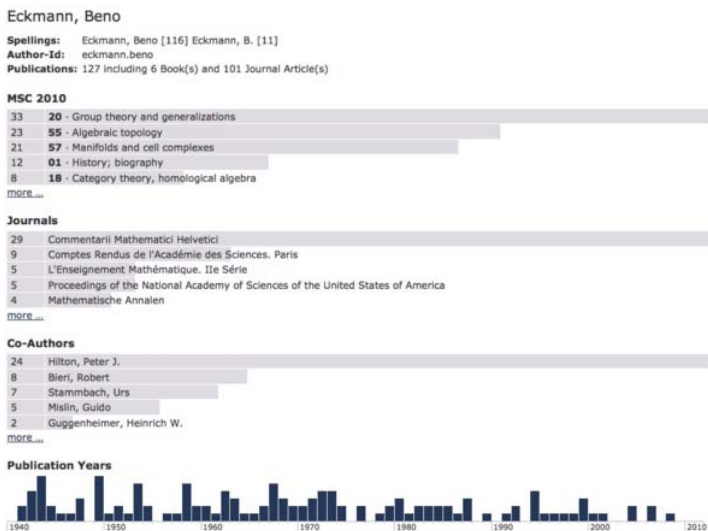 Eckmann, Beno
Spellings: Eckmann, Beno [116] Eckmann, B. [11]
Author-Id: eckmann.beno
Publications: 127 including 6 Book(s) and 101 Journal Article(s)
MSC 2010
33 20 · Group theory and generalizations
23 55 · Algebraic topology
21 57 · Manifolds and cell complexes
12 01 · History; biography
8 18 · Category theory, homological algebra
more ...
Journals
29 Commentarii Mathematici Helvetici
9 Comptes Rendus de l'Académie des Sciences. Paris
5 L'Enseignement Mathématique. IIe Série
5 Proceedings of the National Academy of Sciences of the United States of America
4 Mathematische Annalen
more ...
Co-Authors
24 Hilton, Peter J.
8 Bieri, Robert
7 Stammbach, Urs
5 Mislin, Guido
2 Guggenheimer, Heinrich W.
more ...
Publication Years
1940 1950 1960 1970 1980 1990 2000 2010